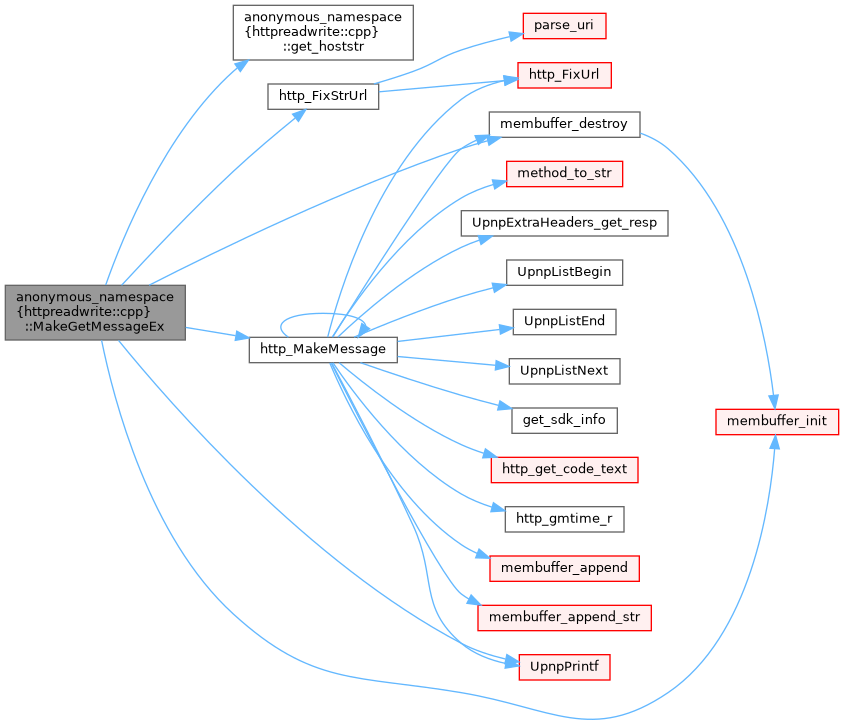 anonymous_namespace
{httpreadwrite::cpp}
::get_hoststr
parse_uri
http_FixUrl
http_FixStrUrl
membuffer_destroy
method_to_str
UpnpExtraHeaders_get_resp
UpnpListBegin
anonymous_namespace
{httpreadwrite::cpp}
::MakeGetMessageEx
UpnpListEnd
http_MakeMessage
UpnpListNext
get_sdk_info
membuffer_init
http_get_code_text
http_gmtime_r
membuffer_append
membuffer_append_str
UpnpPrintf